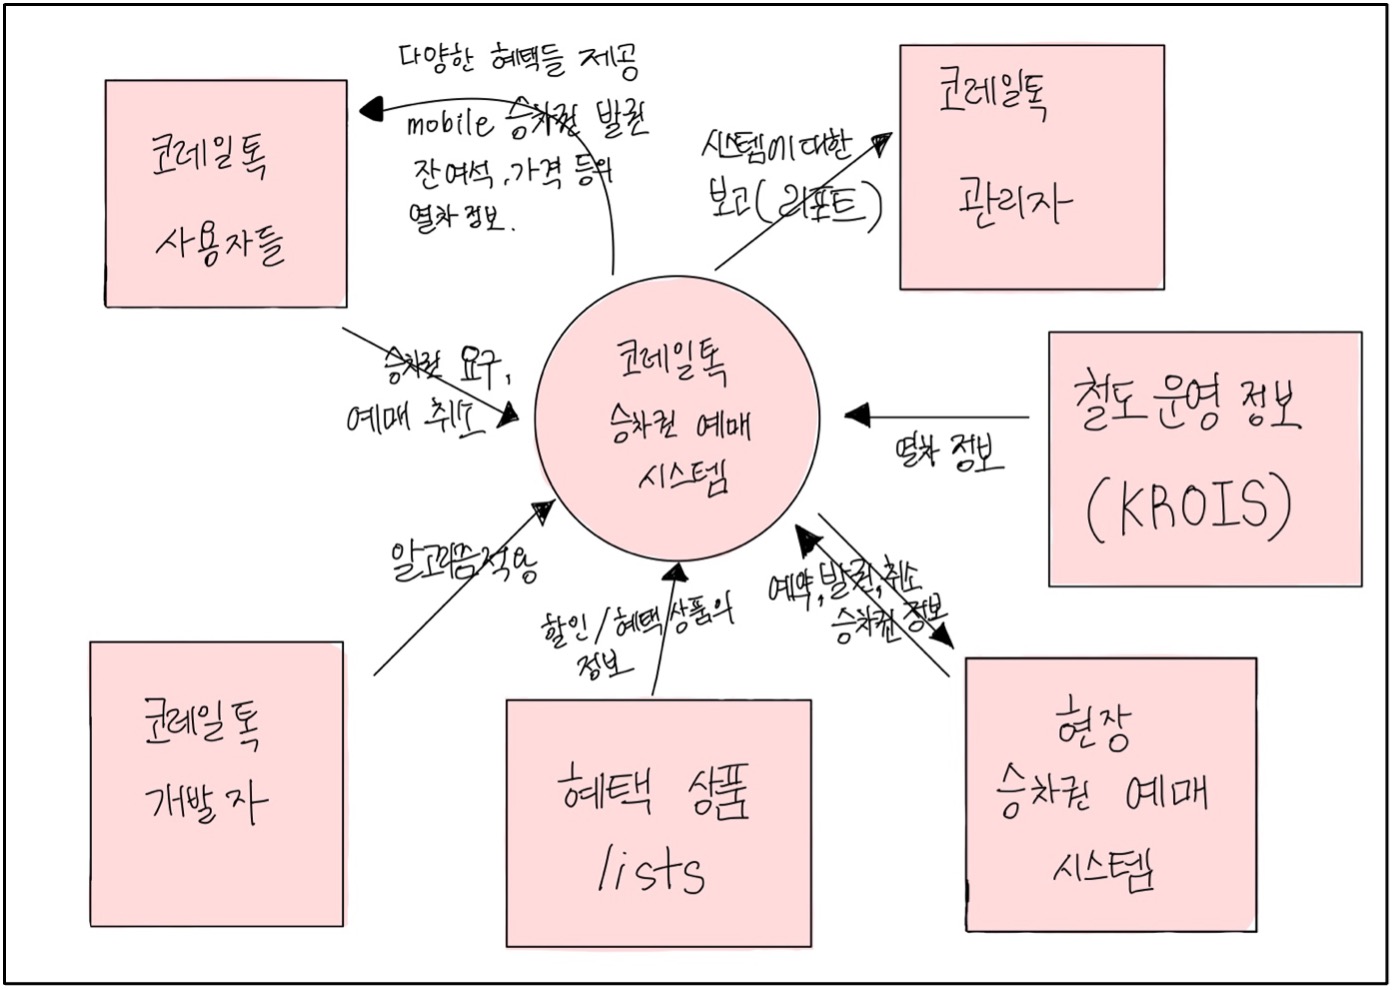 다양한 혜택들 제공
mobile 승차권 발권
잔여석, 가격 등의
열차 정보.
코레일톡
사용자들
시스템에 대한
보고(리포트)
코레일톡
관리자
승차권 요구,
예매 취소
코레일톡
승차권 예매
시스템
열차 정보
철도 운영 정보
(KROIS)
알고리즘 적용
할인/혜택 상품의
정보
예약, 발권, 취소
승차권 정보
코레일톡
개발자
혜택 상품
lists
현장
승차권 예매
시스템